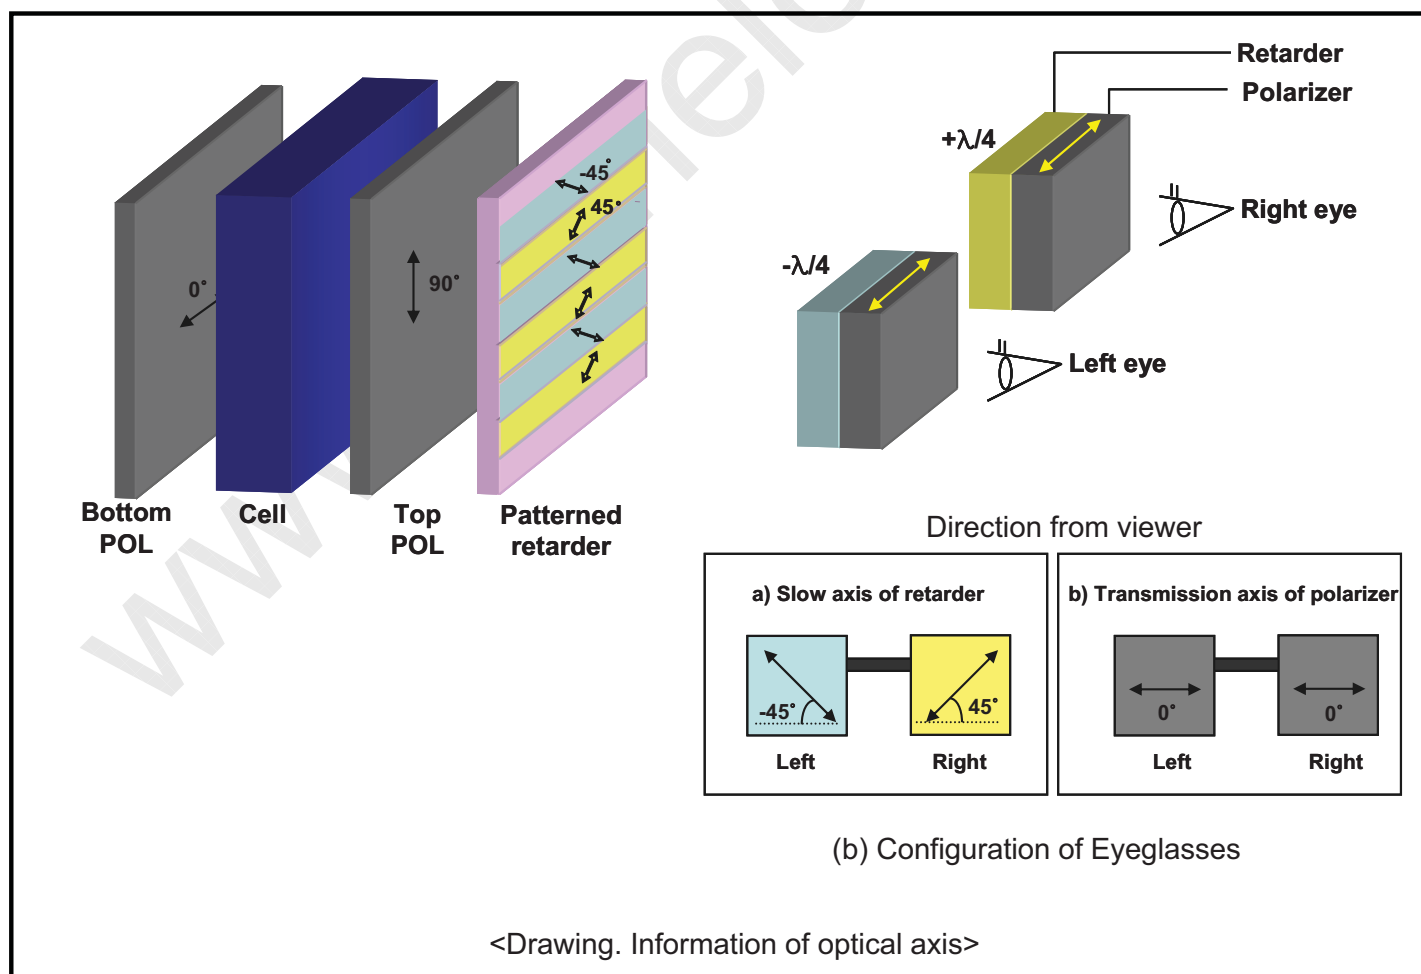 Retarder
Polarizer
+λ/4
-45°
45°
Right eye
-λ/4
0°
90°
Left eye
Bottom
POL
Cell
Top
POL
Patterned
retarder
Direction from viewer
a) Slow axis of retarder
-45°
45°
Left
Right
b) Transmission axis of polarizer
0°
0°
Left
Right
(b) Configuration of Eyeglasses
<Drawing. Information of optical axis>